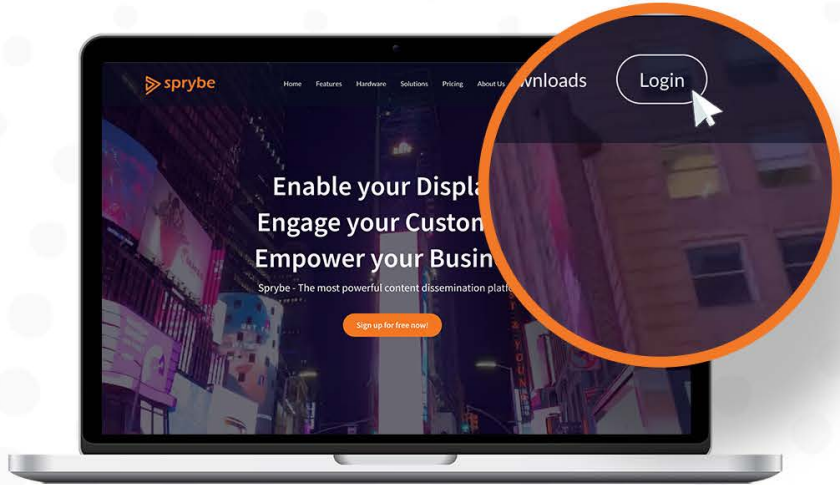 sprybe
Home Features Hardware Solutions Pricing About Us wnloads Login
Enable your Displa
Engage your Custon
Empower your Busin
Sprybe - The most powerful content dissemination platf
Sign up for free now!